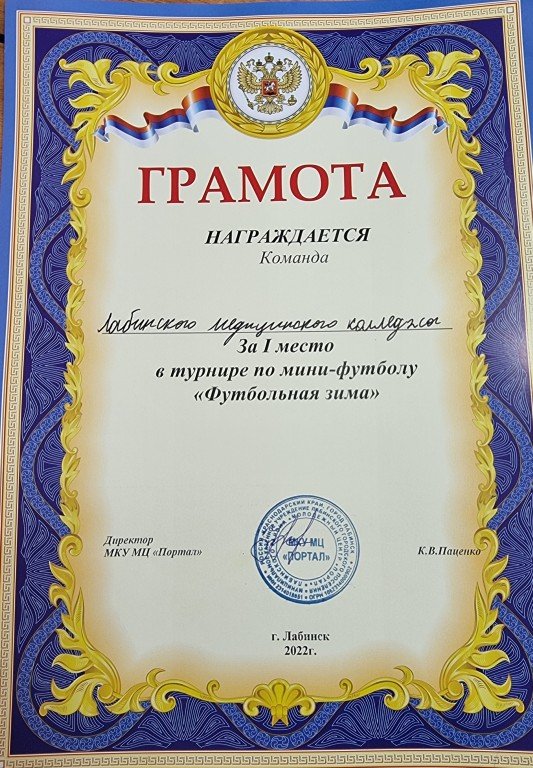 ГРАМОТА
НАГРАЖДАЕТСЯ
Команда
Лабинского медицинского колледжа
За I место
в турнире по мини-футболу
«Футбольная зима»
Директор
МКУ МЦ «Портал»
МКУ МЦ
«ПОРТАЛ»
К.В.Паценко
г. Лабинск
2022г.